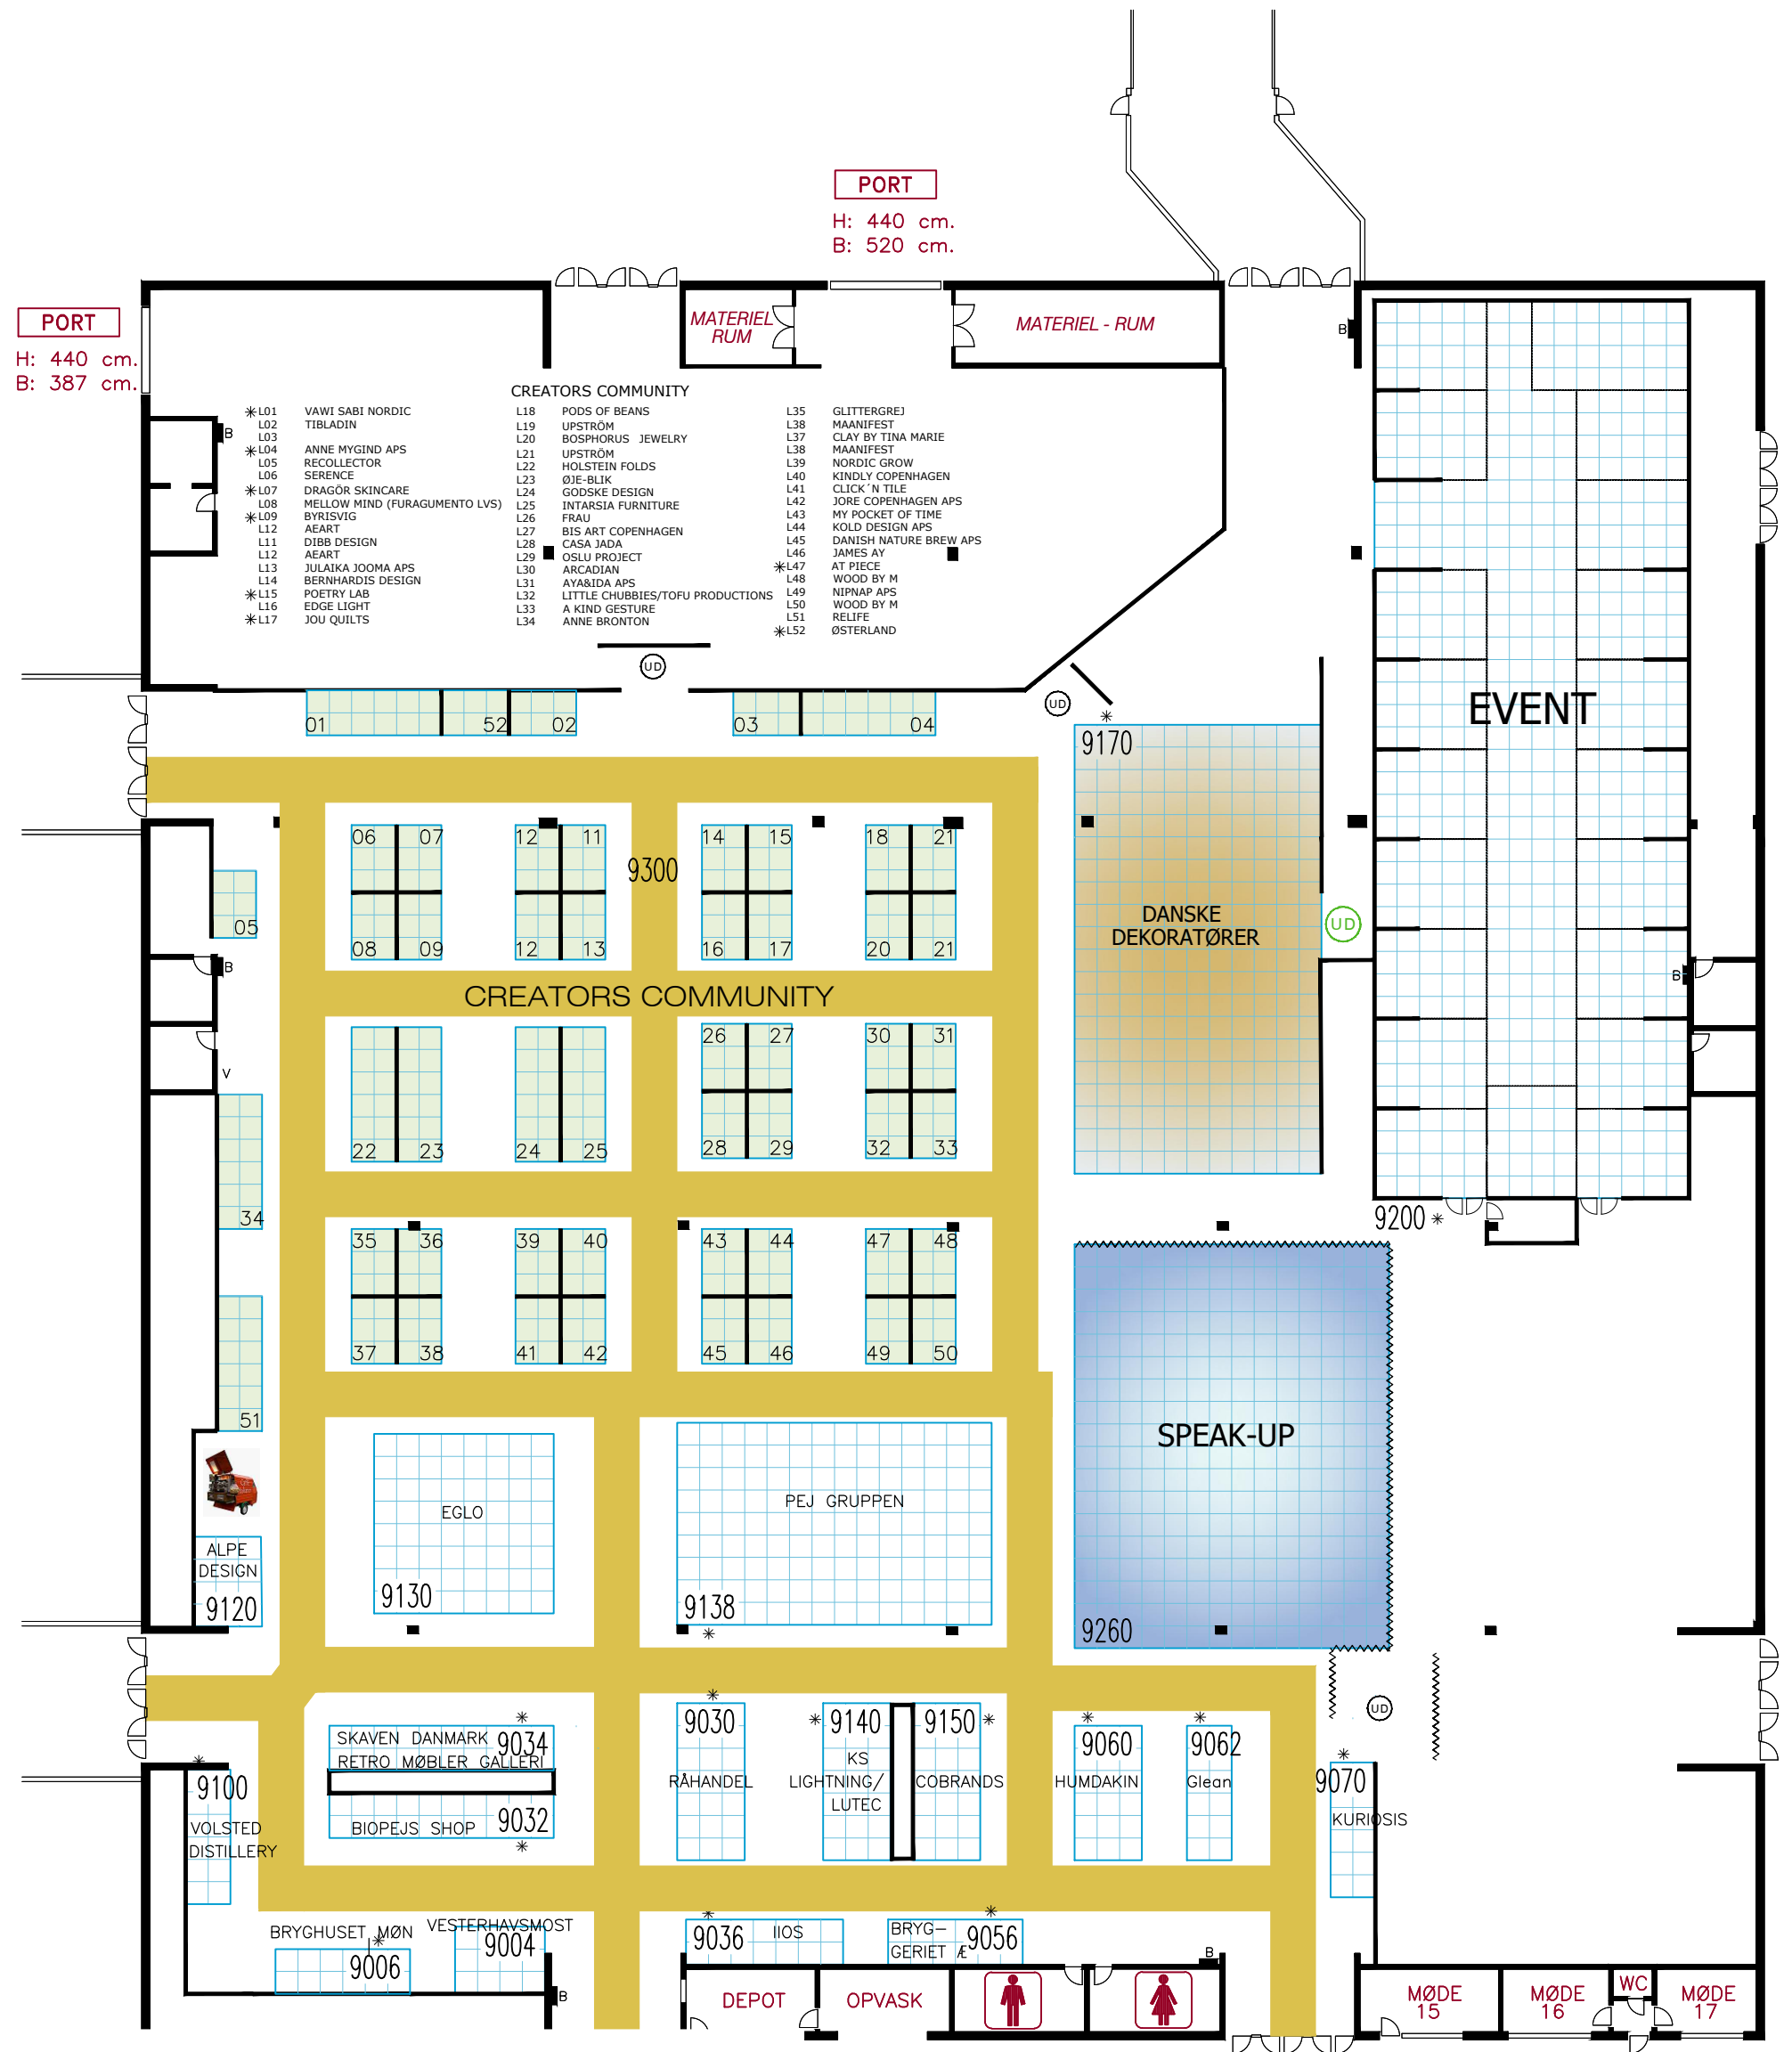 PORT
H: 440 cm.
B: 520 cm.
PORT
H: 440 cm.
B: 387 cm.
MATERIEL
RUM
MATERIEL - RUM
B
CREATORS COMMUNITY
*L01 VAWI SABI NORDIC
L02 TIBLADIN
L03
*L04 ANNE MYGIND APS
L05 RECOLLECTOR
L06 SERENCE
*L07 DRAGÖR SKINCARE
L08 MELLOW MIND (FURAGUMENTO LVS)
*L09 BYRISVIG
L12 AEART
L11 DIBB DESIGN
L12 AEART
L13 JULAIKA JOOMA APS
L14 BERNHARDIS DESIGN
*L15 POETRY LAB
L16 EDGE LIGHT
*L17 JOU QUILTS
L18 PODS OF BEANS
L19 UPSTRÖM
L20 BOSPHORUS JEWELRY
L21 UPSTRÖM
L22 HOLSTEIN FOLDS
L23 ØJE-BLIK
L24 GODSKE DESIGN
L25 INTARSIA FURNITURE
L26 FRAU
L27 BIS ART COPENHAGEN
L28 CASA JADA
L29 OSLU PROJECT
L30 ARCADIAN
L31 AYA&IDA APS
L32 LITTLE CHUBBIES/TOFU PRODUCTIONS
L33 A KIND GESTURE
L34 ANNE BRONTON
L35 GLITTERGREJ
L38 MAANIFEST
L37 CLAY BY TINA MARIE
L38 MAANIFEST
L39 NORDIC GROW
L40 KINDLY COPENHAGEN
L41 CLICK´N TILE
L42 JORE COPENHAGEN APS
L43 MY POCKET OF TIME
L44 KOLD DESIGN APS
L45 DANISH NATURE BREW APS
L46 JAMES AY
*L47 AT PIECE
L48 WOOD BY M
L49 NIPNAP APS
L50 WOOD BY M
L51 RELIFE
*L52 ØSTERLAND
B
UD
UD
01 52 02 03 04
*
9170
EVENT
06 07 12 11 14 15 18 21
9300
05
08 09 12 13 16 17 20 21
DANSKE
DEKORATØRER
UD
B
B
CREATORS COMMUNITY
26 27 30 31
V
22 23 24 25 28 29 32 33
34
9200 *
35 36 39 40 43 44 47 48
37 38 41 42 45 46 49 50
51
SPEAK-UP
EGLO
PEJ GRUPPEN
ALPE
DESIGN
9120
9130
9138
*
9260
UD
*
SKAVEN DANMARK 9034
RETRO MØBLER GALLERI
BIOPEJS SHOP 9032
*
*
9030
RÅHANDEL
* 9140
KS
LIGHTNING/
LUTEC
9150 *
COBRANDS
*
9060
HUMDAKIN
*
9062
Glean
*
9070
KURIOSIS
*
9100
VOLSTED
DISTILLERY
BRYGHUSET MØN
*
9006
VESTERHAVSMOST
9004
B
*
9036 IIOS
*
BRYG-
GERIET Æ 9056
B
DEPOT
OPVASK
MØDE
15
MØDE
16
WC
MØDE
17